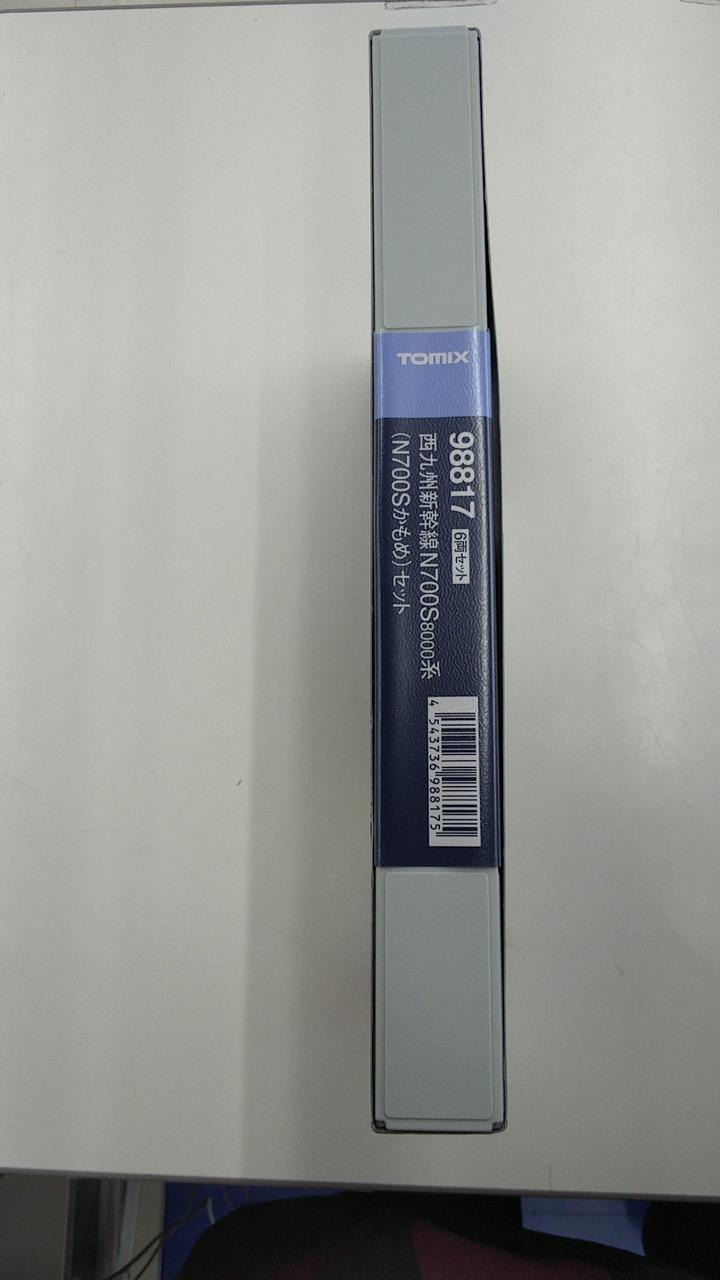 TOMIX
98817 6両セット
西九州新幹線N700S8000系
(N700Sかもめ)セット
4 543736 988175